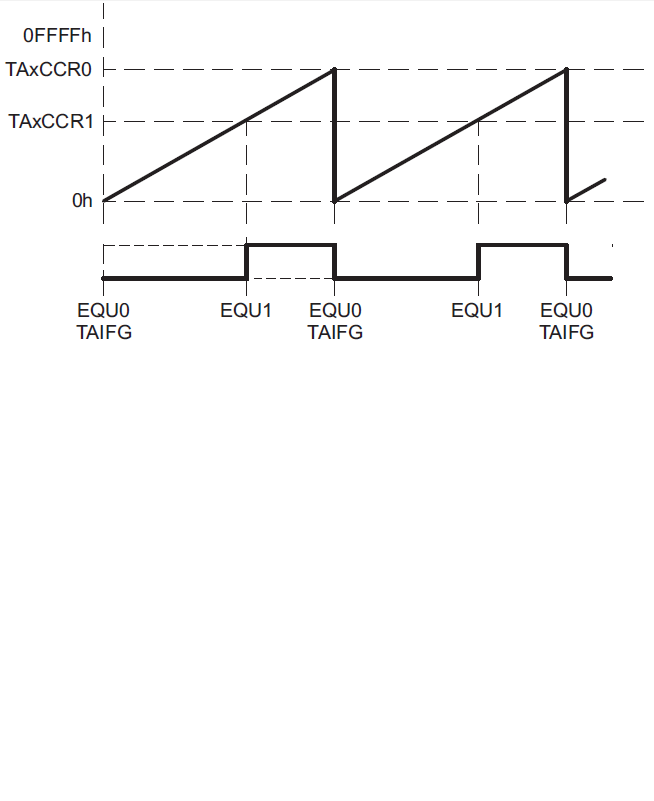 0FFFFh
TAxCCR0
TAxCCR1
0h
EQU0 EQU1 EQU0 EQU1 EQU0
TAIFG TAIFG TAIFG